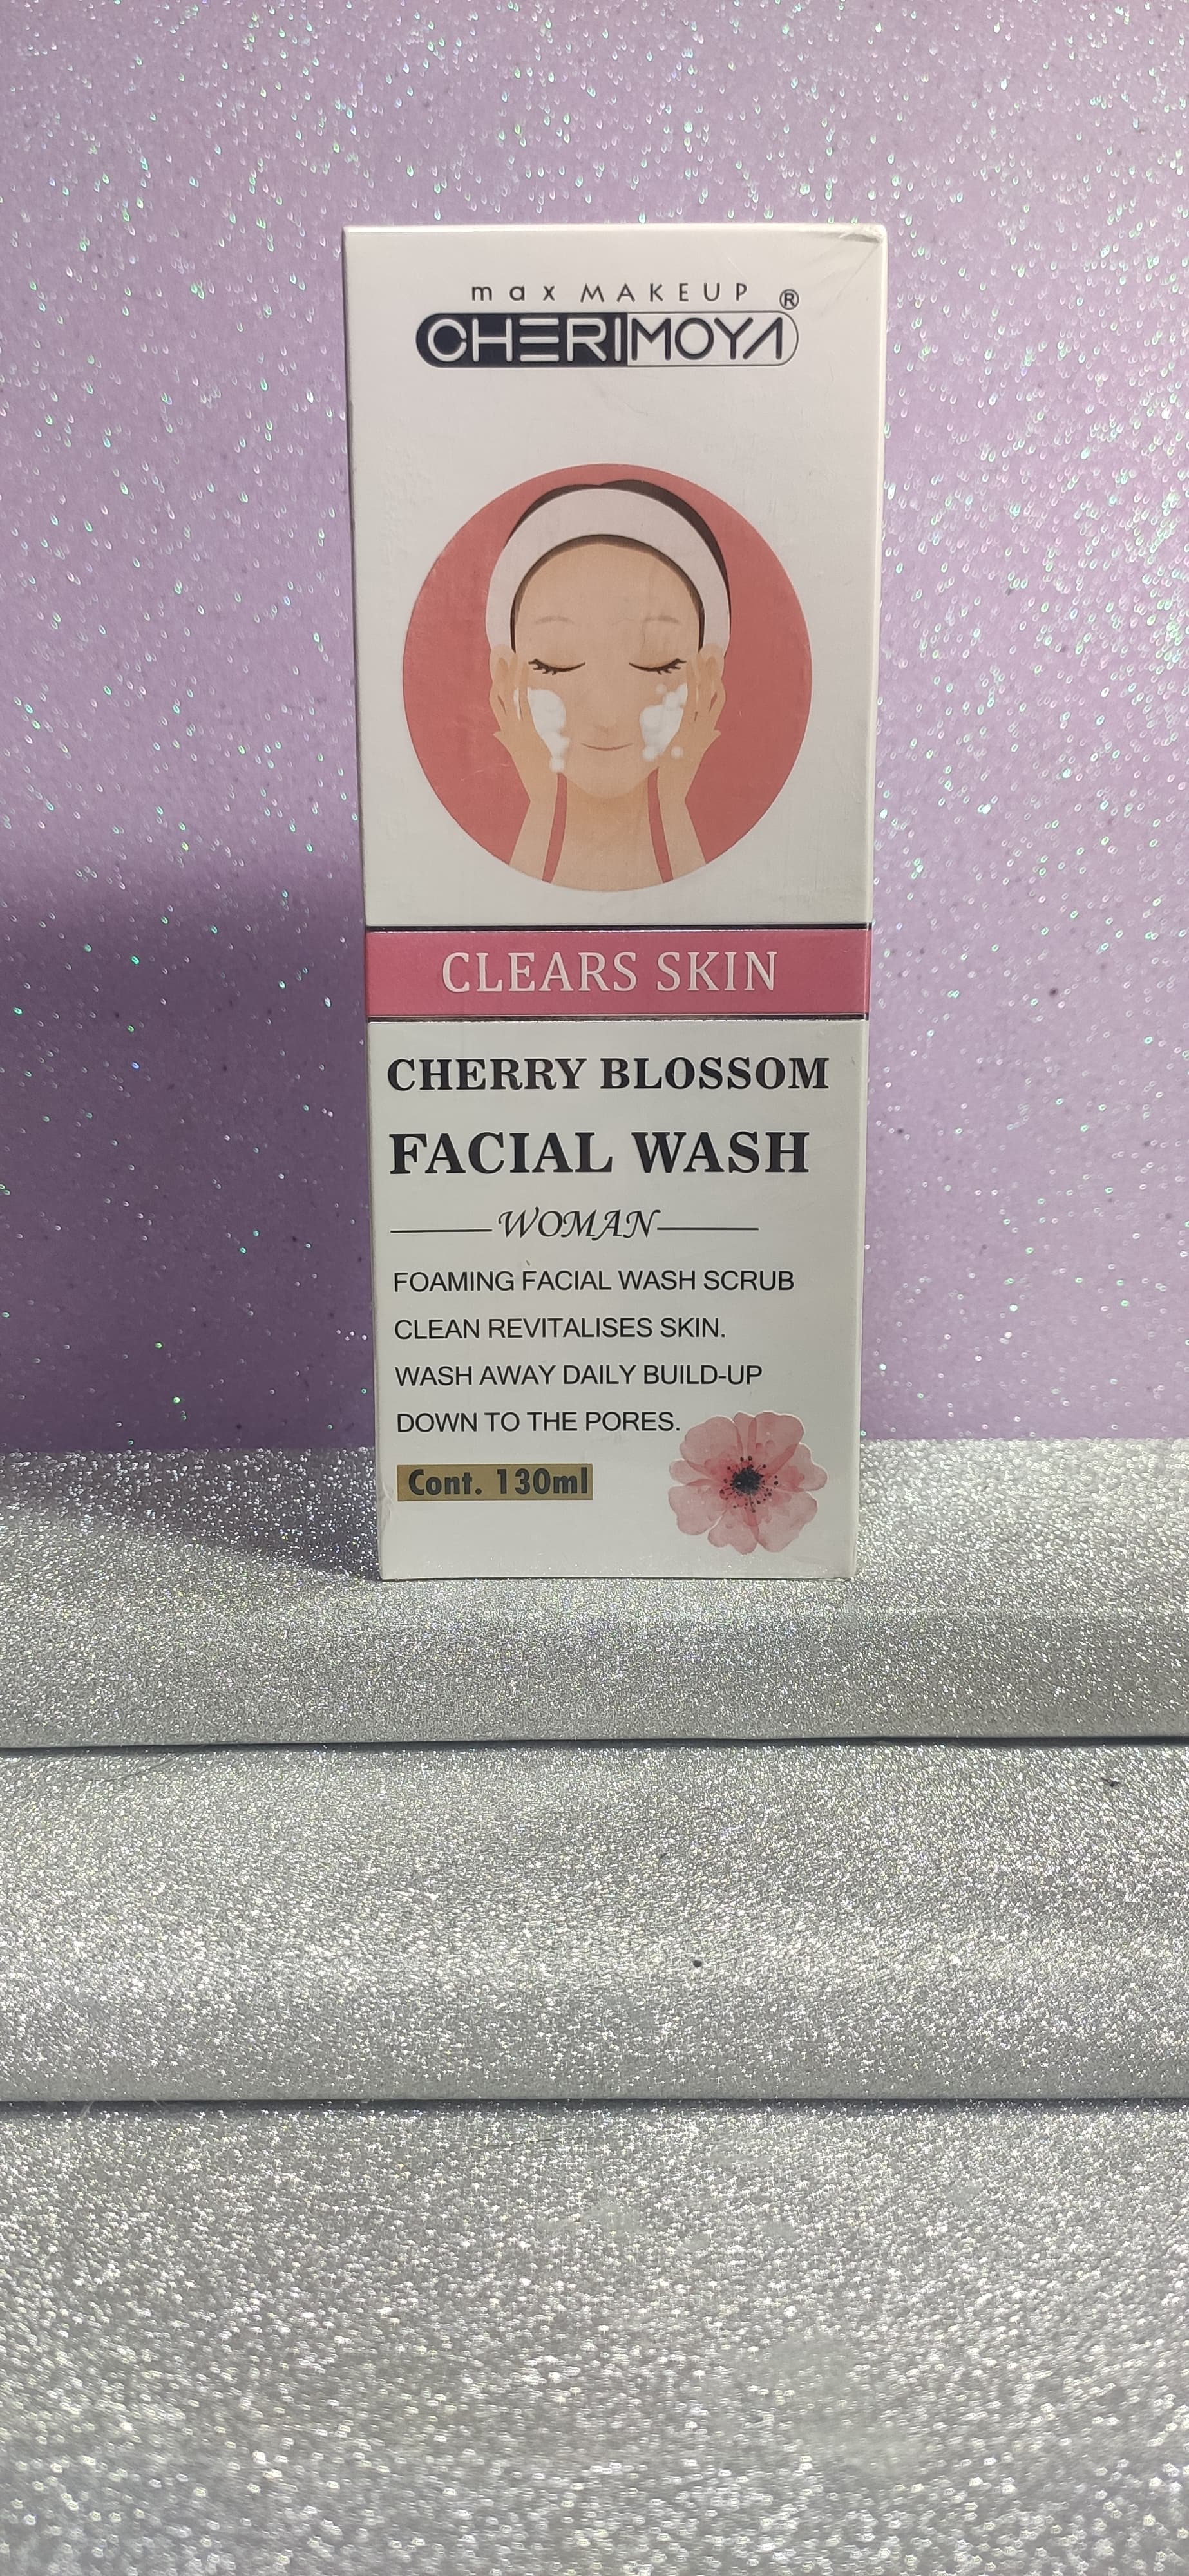 max MAKEUP
CHERIMOYA®
CLEARS SKIN
CHERRY BLOSSOM
FACIAL WASH
WOMAN
FOAMING FACIAL WASH SCRUB
CLEAN REVITALISES SKIN.
WASH AWAY DAILY BUILD-UP
DOWN TO THE PORES.
Cont. 130ml